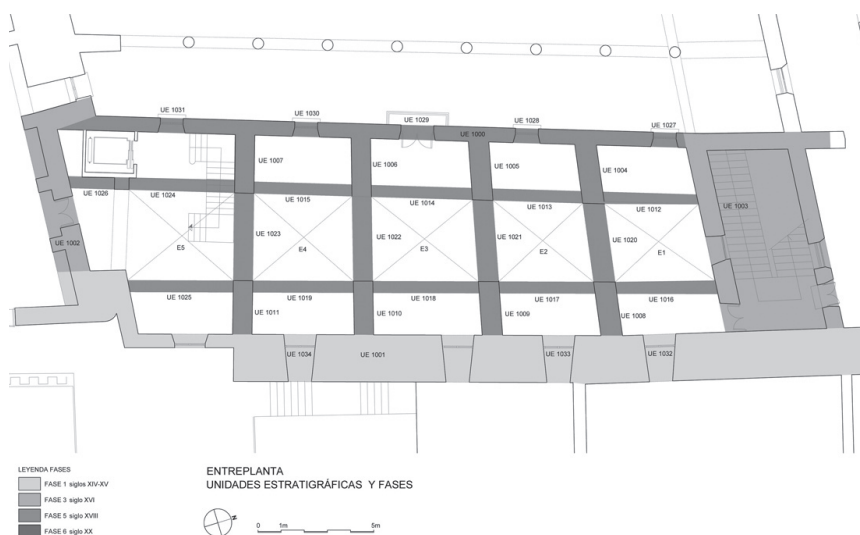 UE 1031
UE 1030
UE 1029
UE 1028
UE 1027
UE 1000
UE 1007
UE 1006
UE 1005
UE 1004
UE 1026
UE 1024
UE 1015
UE 1014
UE 1013
UE 1012
UE 1003
UE 1002
E5
UE 1023
E4
UE 1022
E3
UE 1021
E2
UE 1020
E1
UE 1025
UE 1019
UE 1018
UE 1017
UE 1016
UE 1011
UE 1010
UE 1009
UE 1008
UE 1034
UE 1001
UE 1033
UE 1032
LEYENDA FASES
FASE 1 siglos XIV-XV
FASE 3 siglo XVI
FASE 5 siglo XVIII
FASE 6 siglo XX
ENTREPLANTA
UNIDADES ESTRATIGRÁFICAS Y FASES
N
0 1m 5m